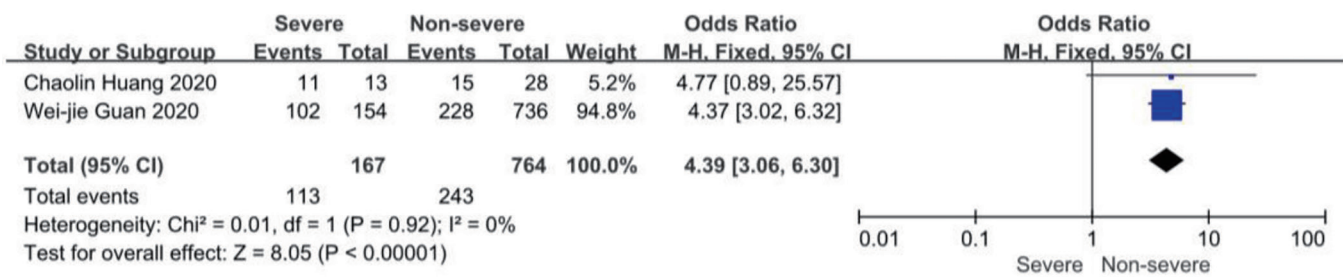 Severe Non-severe Odds Ratio Odds Ratio
Study or Subgroup Events Total Events Total Weight M-H, Fixed, 95% CI M-H, Fixed, 95% CI
Chaolin Huang 2020 11 13 15 28 5.2% 4.77 [0.89, 25.57]
Wei-jie Guan 2020 102 154 228 736 94.8% 4.37 [3.02, 6.32]
Total (95% CI) 167 764 100.0% 4.39 [3.06, 6.30]
Total events 113 243
Heterogeneity: Chi² = 0.01, df = 1 (P = 0.92); I² = 0%
Test for overall effect: Z = 8.05 (P < 0.00001)
0.01 0.1 1 10 100
Severe Non-severe